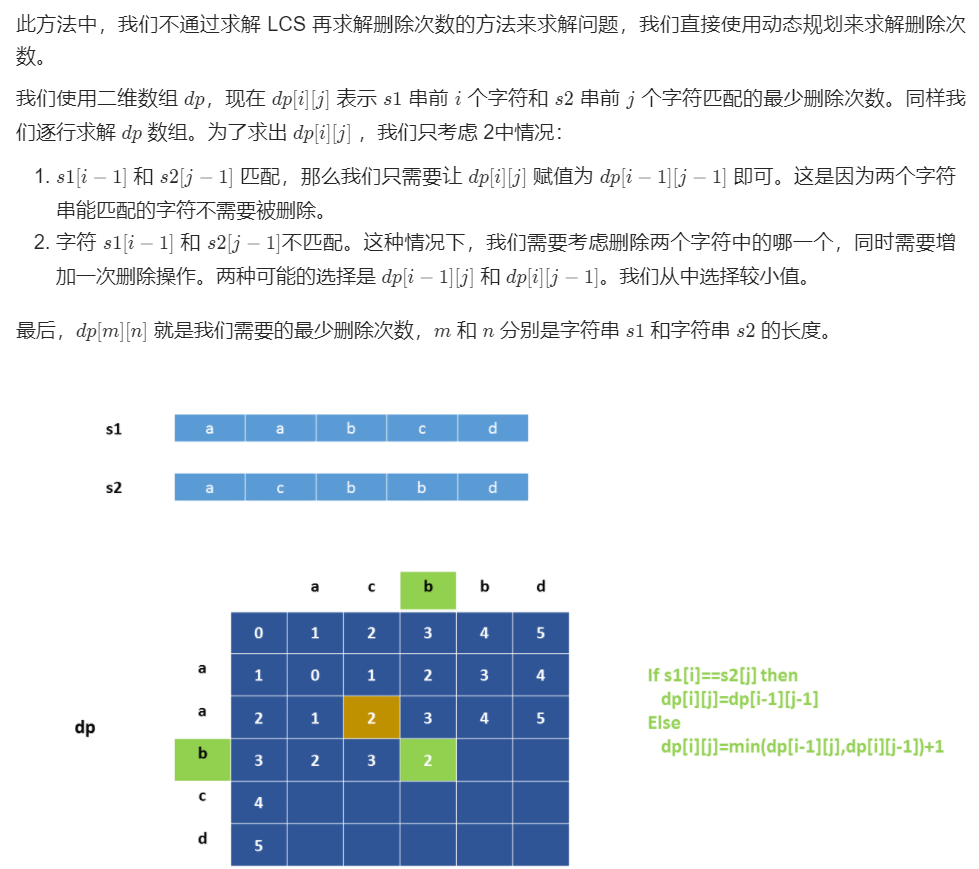 此方法中，我们不通过求解 LCS 再求解删除次数的方法来求解问题，我们直接使用动态规划来求解删除次
数。
我们使用二维数组 dp，现在 dp[i][j] 表示 s1 串前 i 个字符和 s2 串前 j 个字符匹配的最少删除次数。同样我
们逐行求解 dp 数组。为了求出 dp[i][j] ，我们只考虑 2中情况：
1. s1[i − 1] 和 s2[j − 1] 匹配，那么我们只需要让 dp[i][j] 赋值为 dp[i − 1][j − 1] 即可。这是因为两个字符
串能匹配的字符不需要被删除。
2. 字符 s1[i − 1] 和 s2[j − 1]不匹配。这种情况下，我们需要考虑删除两个字符中的哪一个，同时需要增
加一次删除操作。两种可能的选择是 dp[i − 1][j] 和 dp[i][j − 1]。我们从中选择较小值。
最后，dp[m][n] 就是我们需要的最少删除次数，m 和 n 分别是字符串 s1 和字符串 s2 的长度。
s1 a a b c d
s2 a c b b d
a c b b d
0 1 2 3 4 5
a 1 0 1 2 3 4
a 2 1 2 3 4 5
dp
b 3 2 3 2
c 4
d 5
If s1[i]==s2[j] then
dp[i][j]=dp[i-1][j-1]
Else
dp[i][j]=min(dp[i-1][j],dp[i][j-1])+1